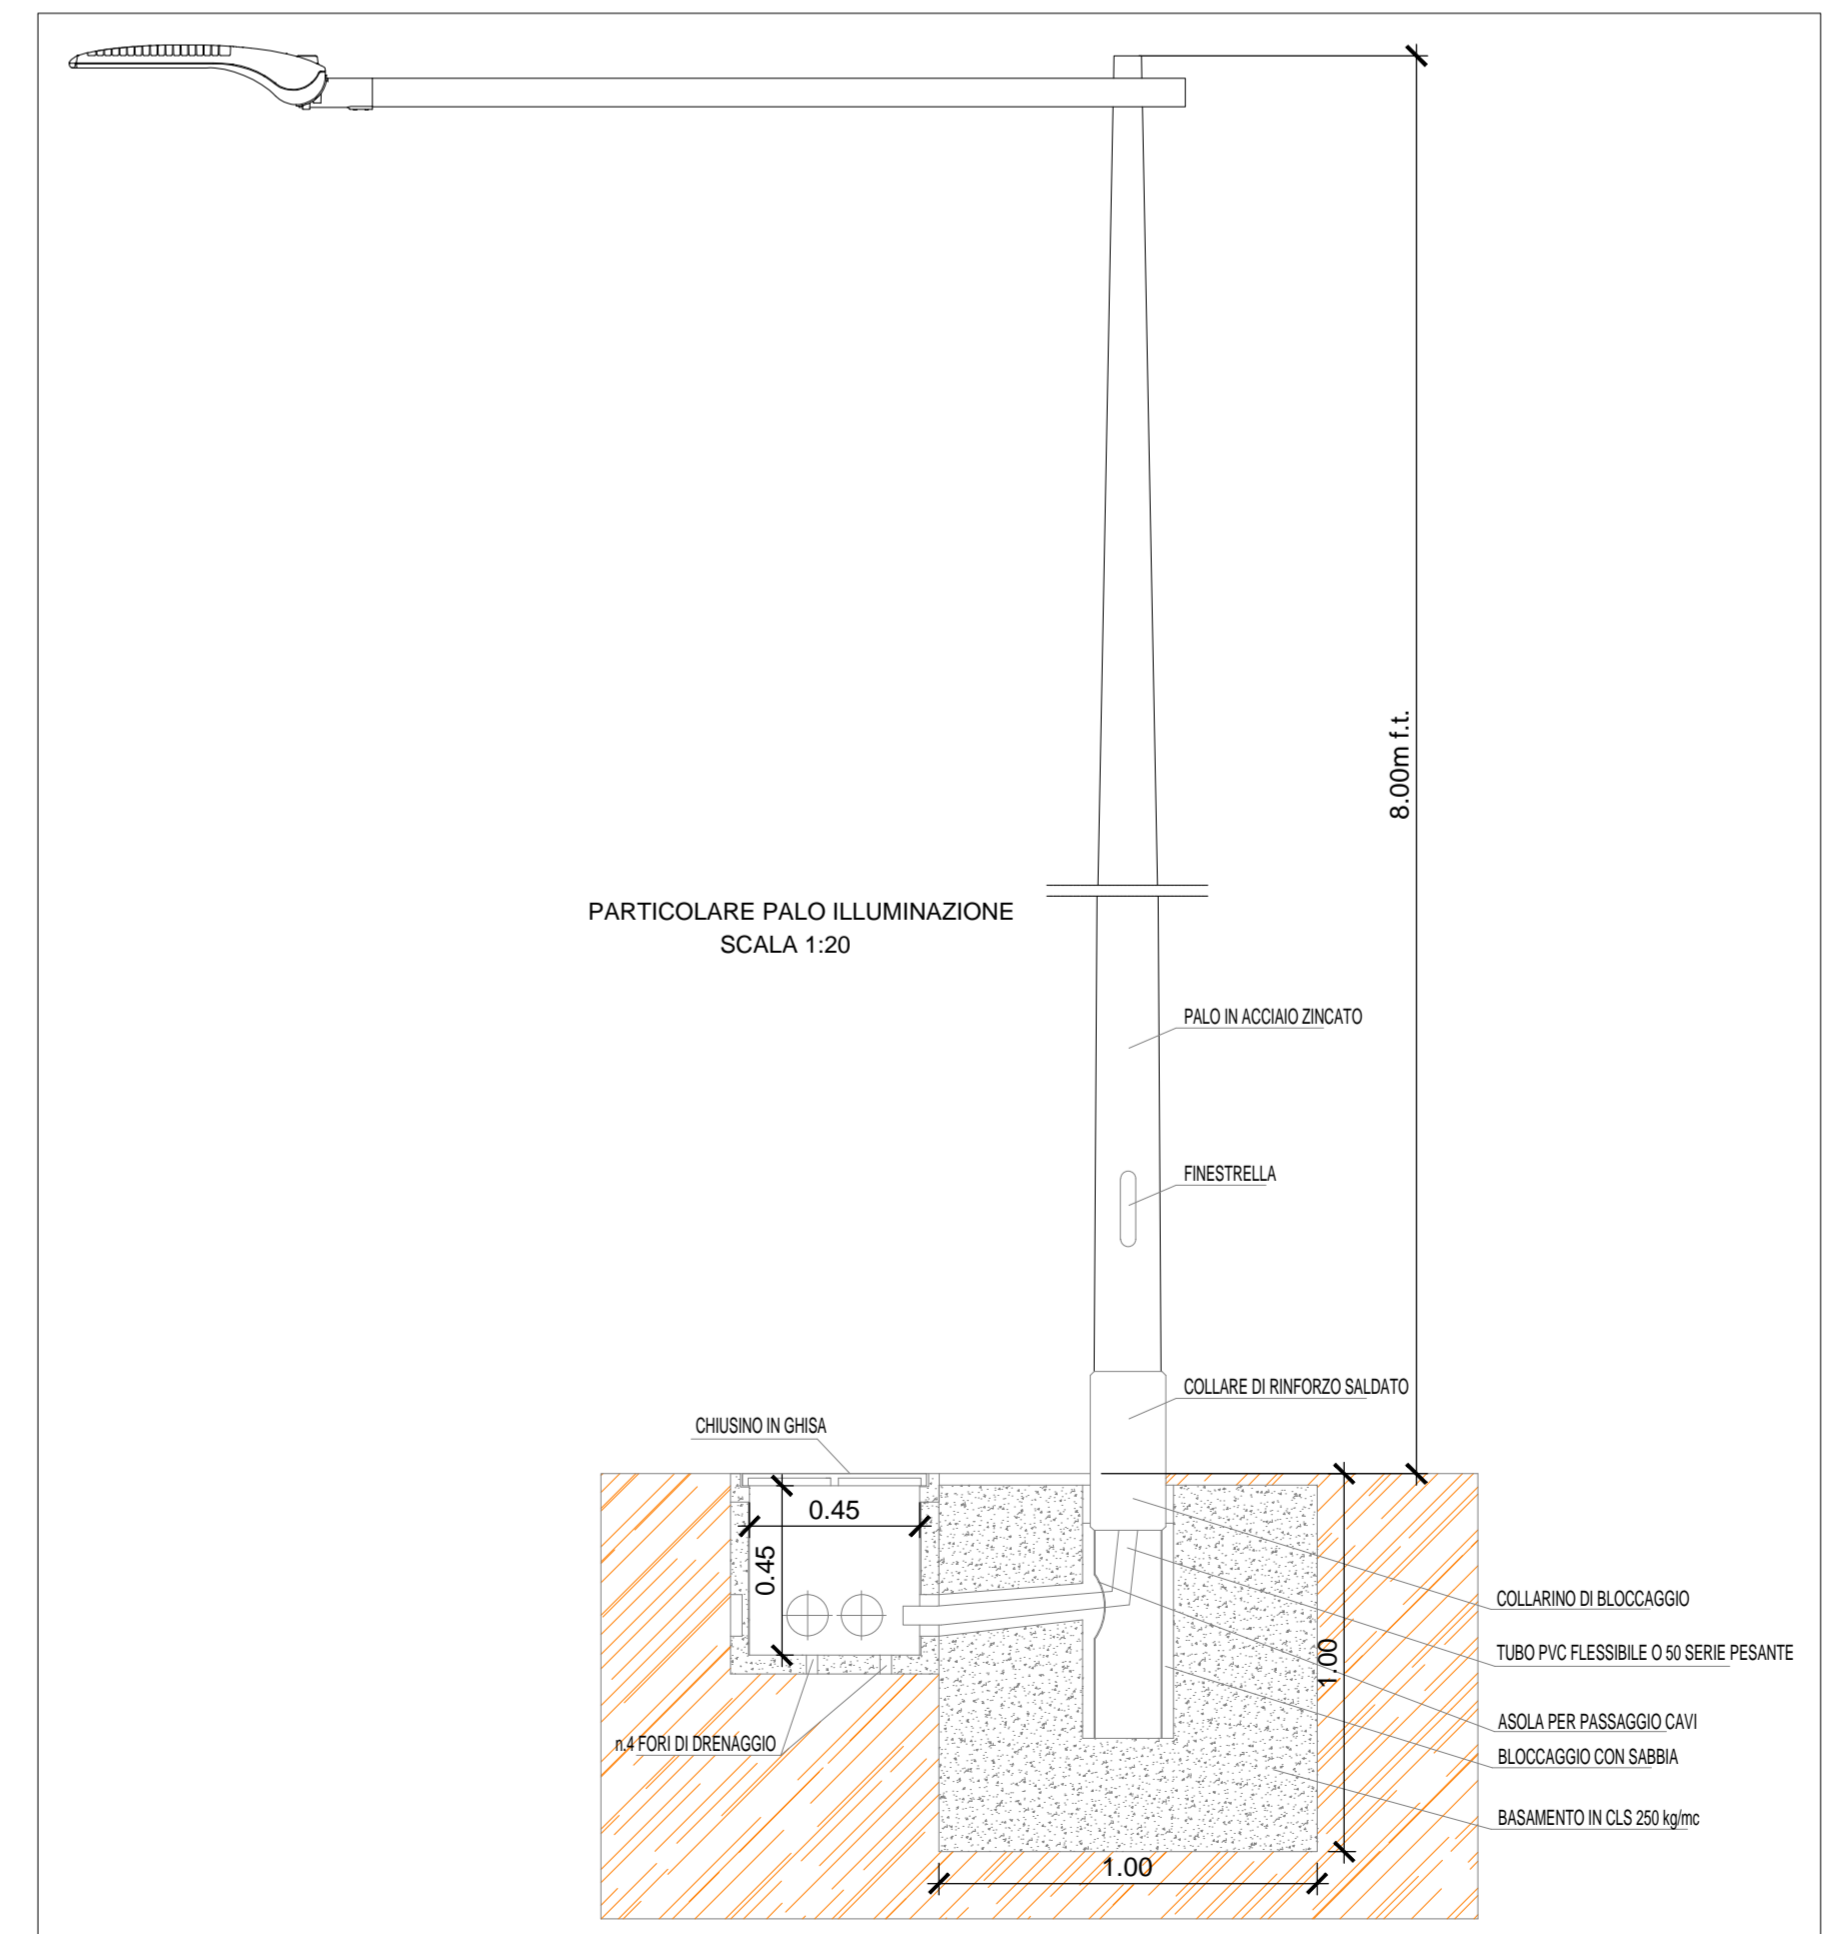 8.00m f.t.
PARTICOLARE PALO ILLUMINAZIONE
SCALA 1:20
PALO IN ACCIAIO ZINCATO
FINESTRELLA
COLLARE DI RINFORZO SALDATO
CHIUSINO IN GHISA
0.45
0.45
COLLARINO DI BLOCCAGGIO
TUBO PVC FLESSIBILE O 50 SERIE PESANTE
1.00
ASOLA PER PASSAGGIO CAVI
n.4 FORI DI DRENAGGIO
BLOCCAGGIO CON SABBIA
BASAMENTO IN CLS 250 kg/mc
1.00